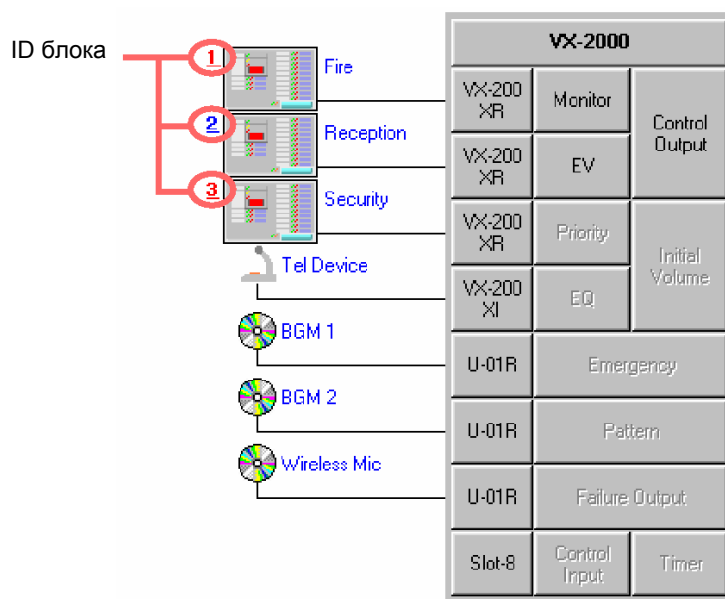 ID блока
1
Fire
2
Reception
3
Security
Tel Device
BGM 1
BGM 2
Wireless Mic
VX-2000
VX-200
XR
Monitor
Control
Output
VX-200
XR
EV
VX-200
XR
Priority
Initial
Volume
VX-200
XI
EQ
U-01R
Emergency
U-01R
Pattern
U-01R
Failure Output
Slot-8
Control
Input
Timer